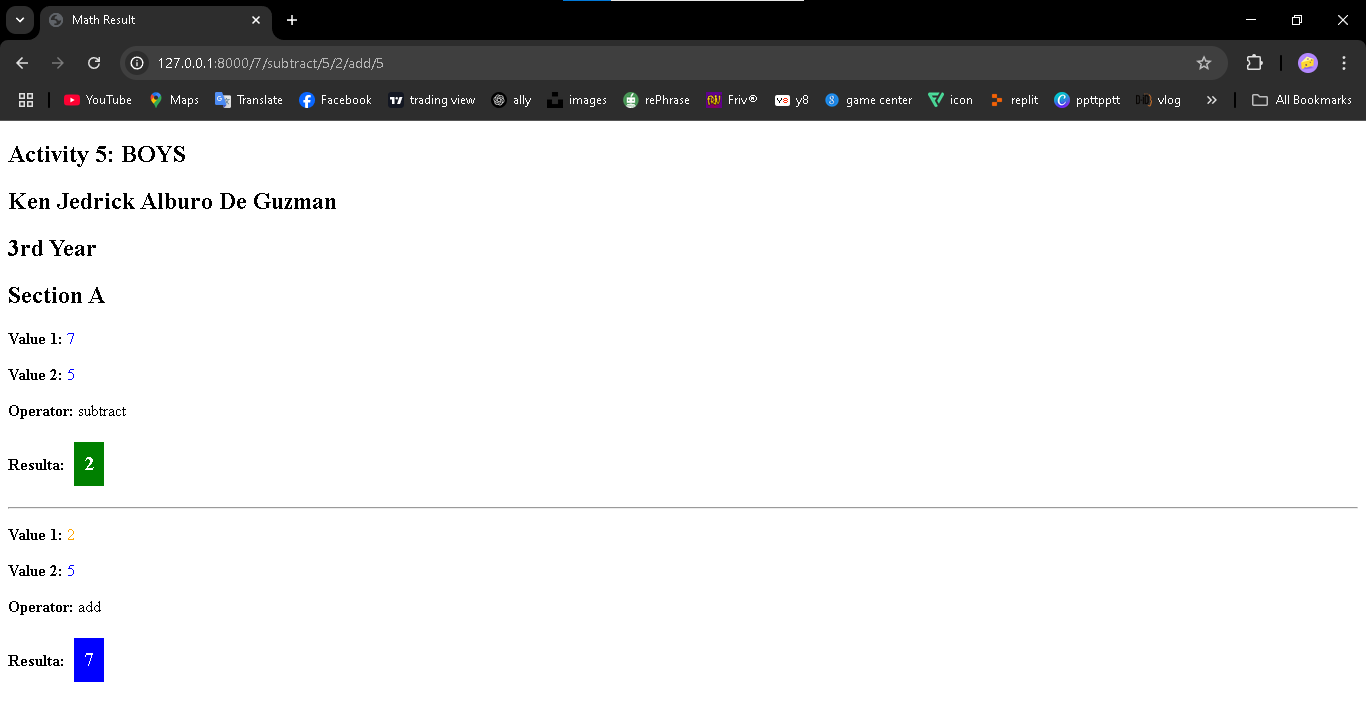 Math Result
127.0.0.1:8000/7/subtract/5/2/add/5
YouTube Maps Translate Facebook trading view ally images rePhrase Friv® y8 game center icon replit ppttpptt vlog » All Bookmarks
Activity 5: BOYS
Ken Jedrick Alburo De Guzman
3rd Year
Section A
Value 1: 7
Value 2: 5
Operator: subtract
Resulta: 2
Value 1: 2
Value 2: 5
Operator: add
Resulta: 7